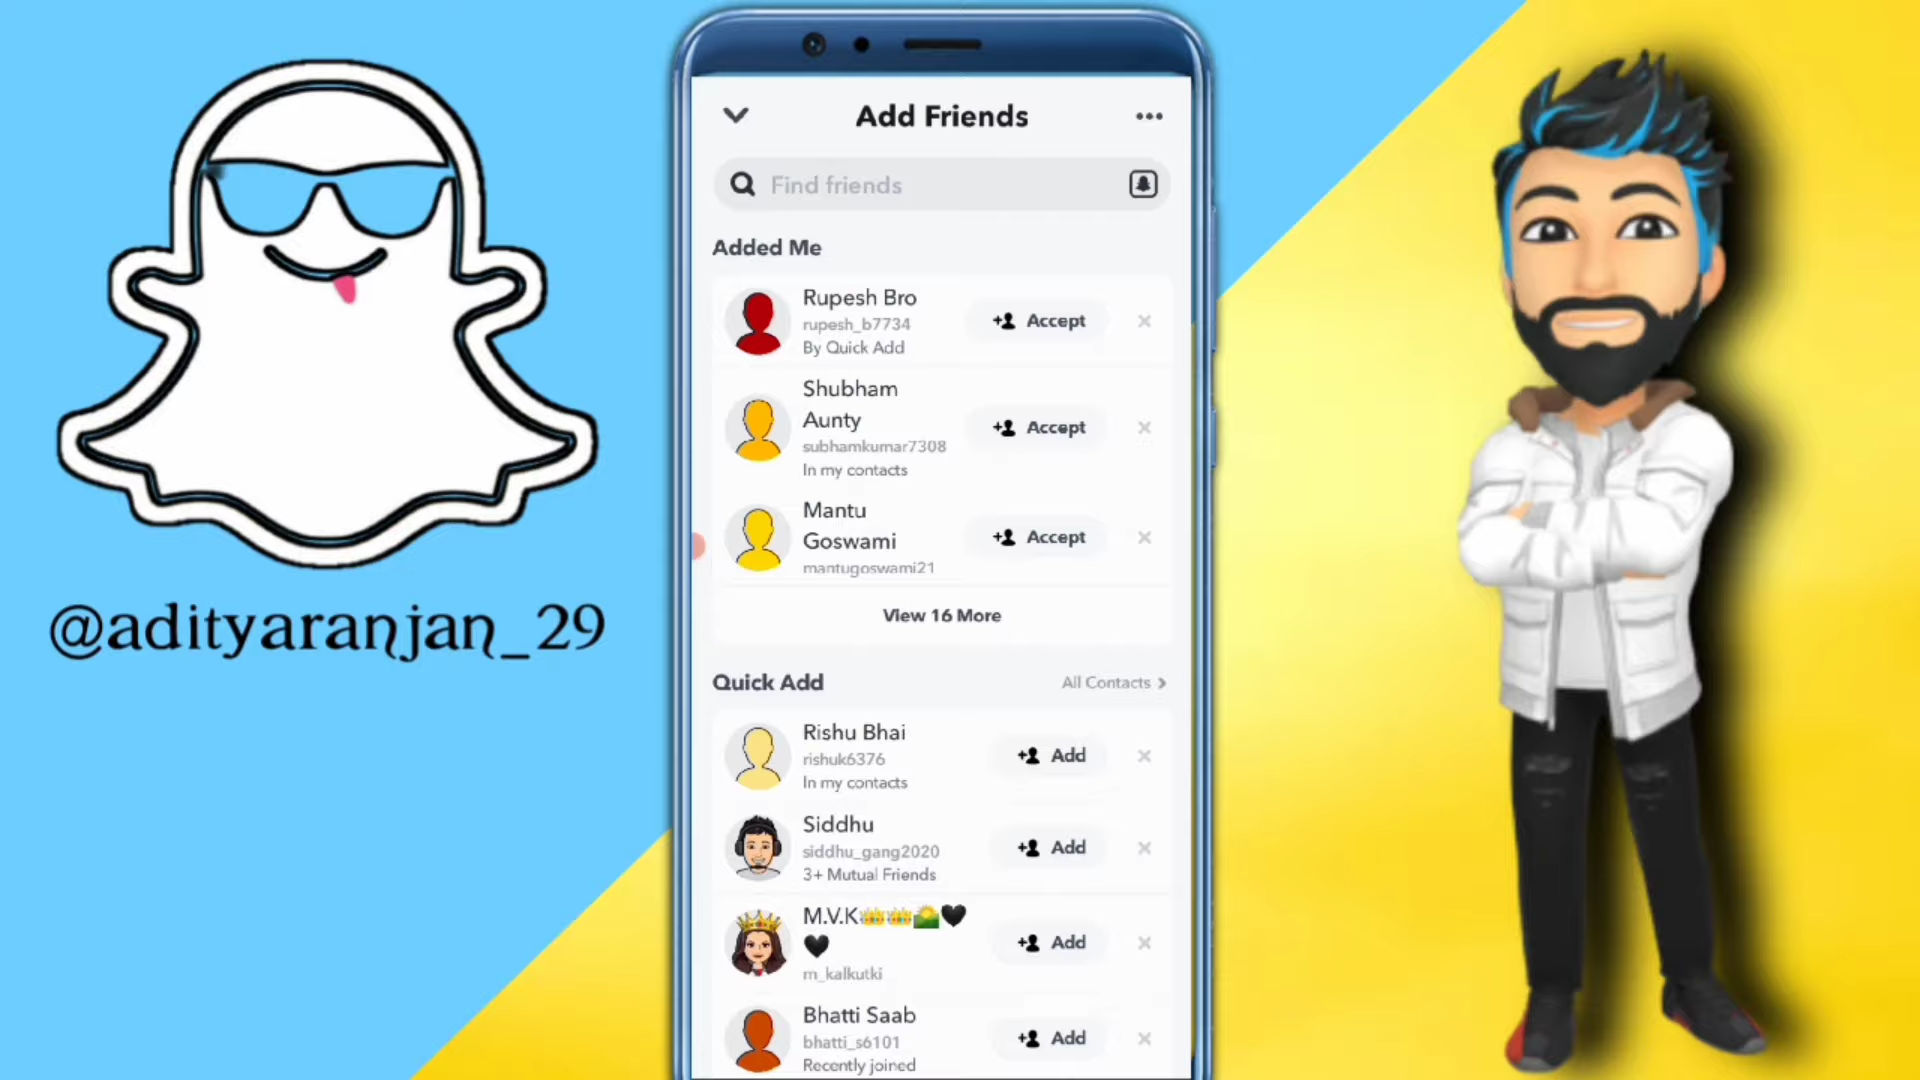 @adityaranjan_29
Add Friends
Find friends
Added Me
Rupesh Bro
rupesh_b7734
By Quick Add
Accept
Shubham
Aunty
subhamkumar7308
In my contacts
Accept
Mantu
Goswami
mantugoswami21
Accept
View 16 More
Quick Add
All Contacts >
Rishu Bhai
rishuk6376
In my contacts
Add
Siddhu
siddhu_gang2020
3+ Mutual Friends
Add
M.V.K👑👑🌄🖤
🖤
m_kalkutki
Add
Bhatti Saab
bhatti_s6101
Recently joined
Add